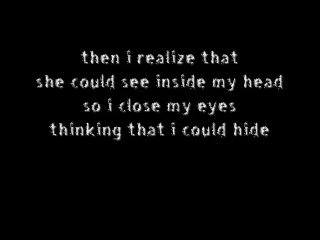 then i realize that
she could see inside my head
so i close my eyes
thinking that i could hide